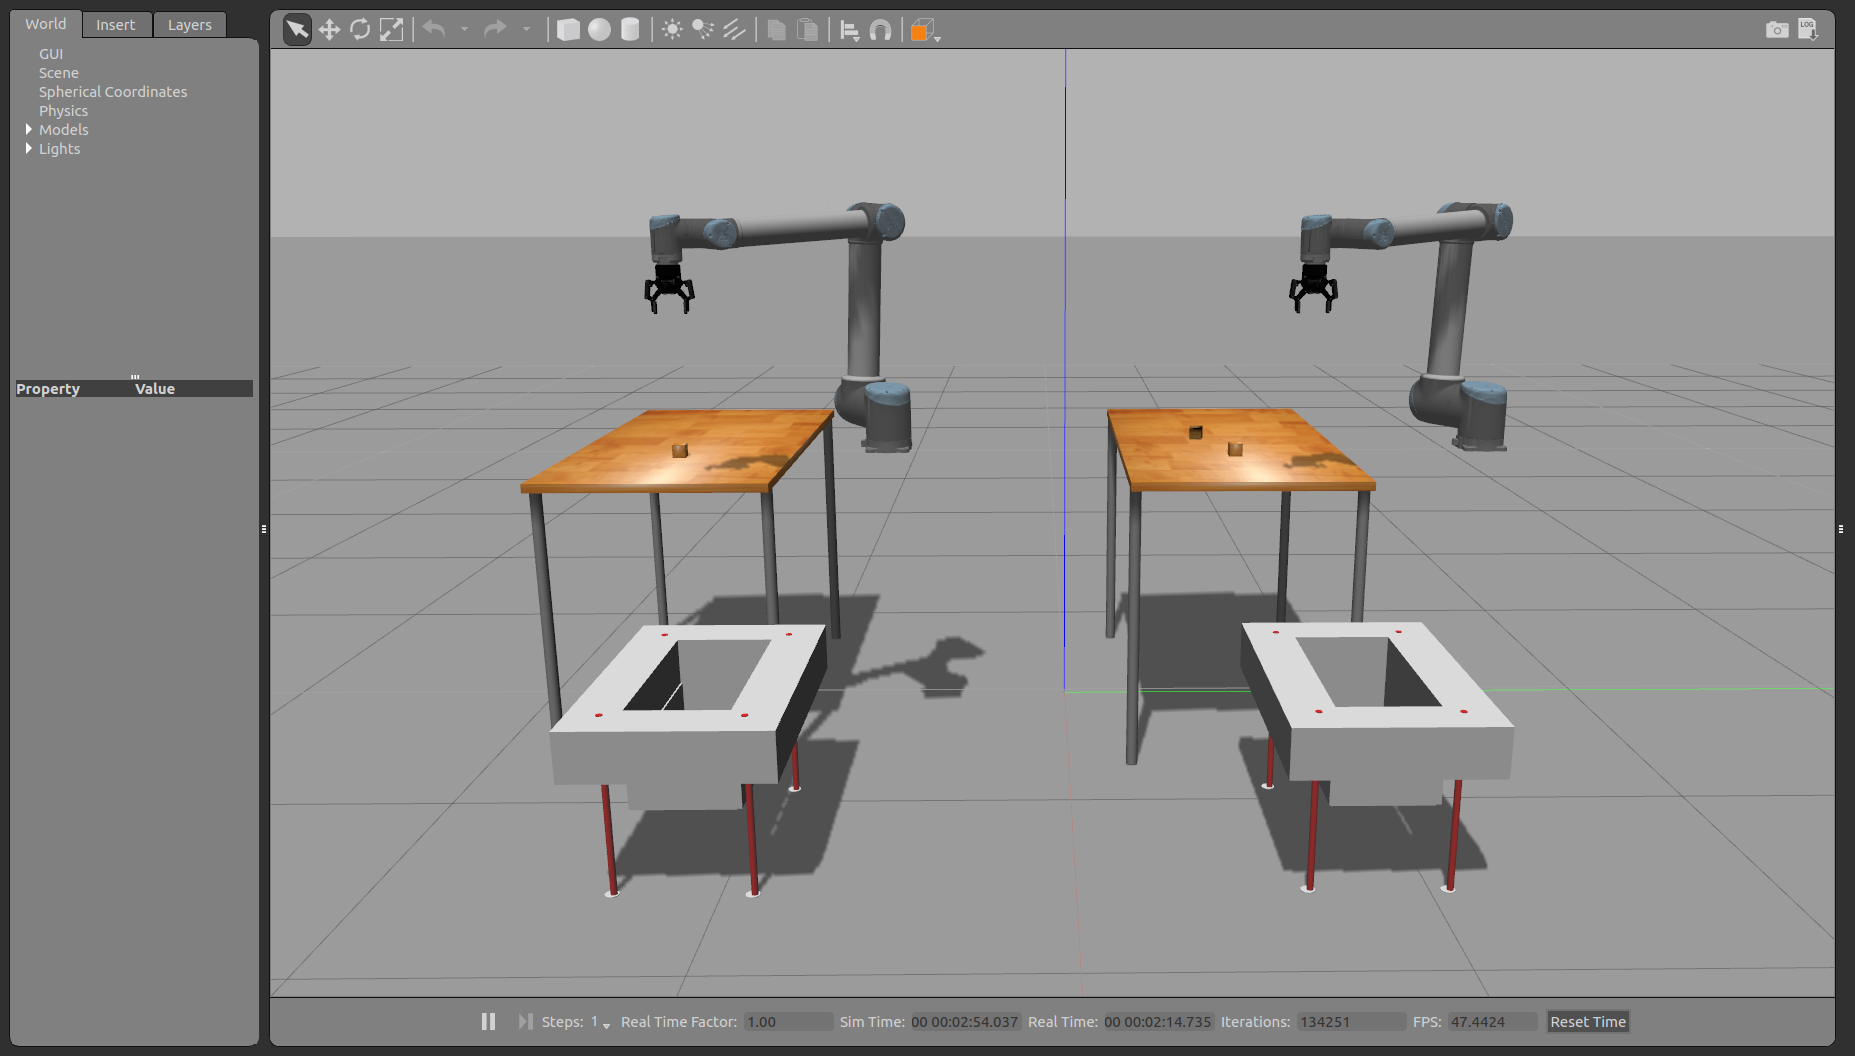 World Insert Layers
GUI
Scene
Spherical Coordinates
Physics
Models
Lights
Property Value
LOG
Steps: 1 Real Time Factor: 1.00 Sim Time: 00 00:02:54.037 Real Time: 00 00:02:14.735 Iterations: 134251 FPS: 47.4424 Reset Time